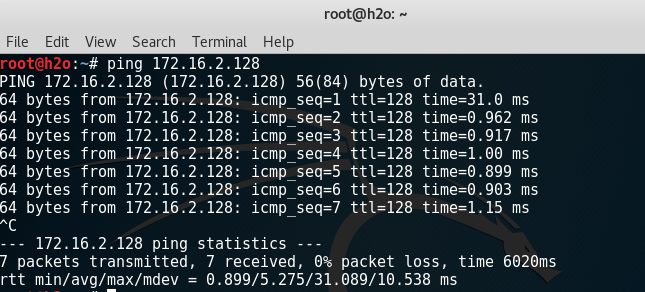 root@h2o: ~
File Edit View Search Terminal Help
root@h2o:~# ping 172.16.2.128
PING 172.16.2.128 (172.16.2.128) 56(84) bytes of data.
64 bytes from 172.16.2.128: icmp_seq=1 ttl=128 time=31.0 ms
64 bytes from 172.16.2.128: icmp_seq=2 ttl=128 time=0.962 ms
64 bytes from 172.16.2.128: icmp_seq=3 ttl=128 time=0.917 ms
64 bytes from 172.16.2.128: icmp_seq=4 ttl=128 time=1.00 ms
64 bytes from 172.16.2.128: icmp_seq=5 ttl=128 time=0.899 ms
64 bytes from 172.16.2.128: icmp_seq=6 ttl=128 time=0.903 ms
64 bytes from 172.16.2.128: icmp_seq=7 ttl=128 time=1.15 ms
^C
--- 172.16.2.128 ping statistics ---
7 packets transmitted, 7 received, 0% packet loss, time 6020ms
rtt min/avg/max/mdev = 0.899/5.275/31.089/10.538 ms